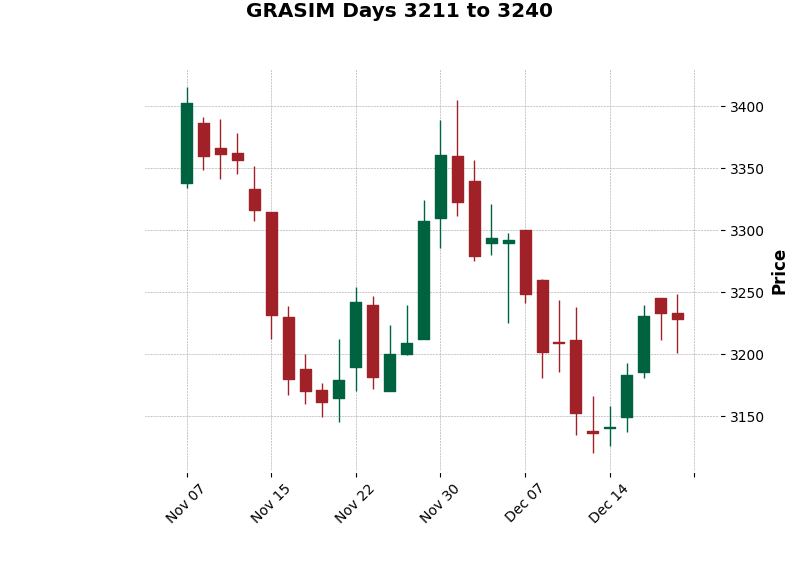 GRASIM Days 3211 to 3240
3400
3350
3300
3250
3200
3150
Price
Nov 07
Nov 15
Nov 22
Nov 30
Dec 07
Dec 14